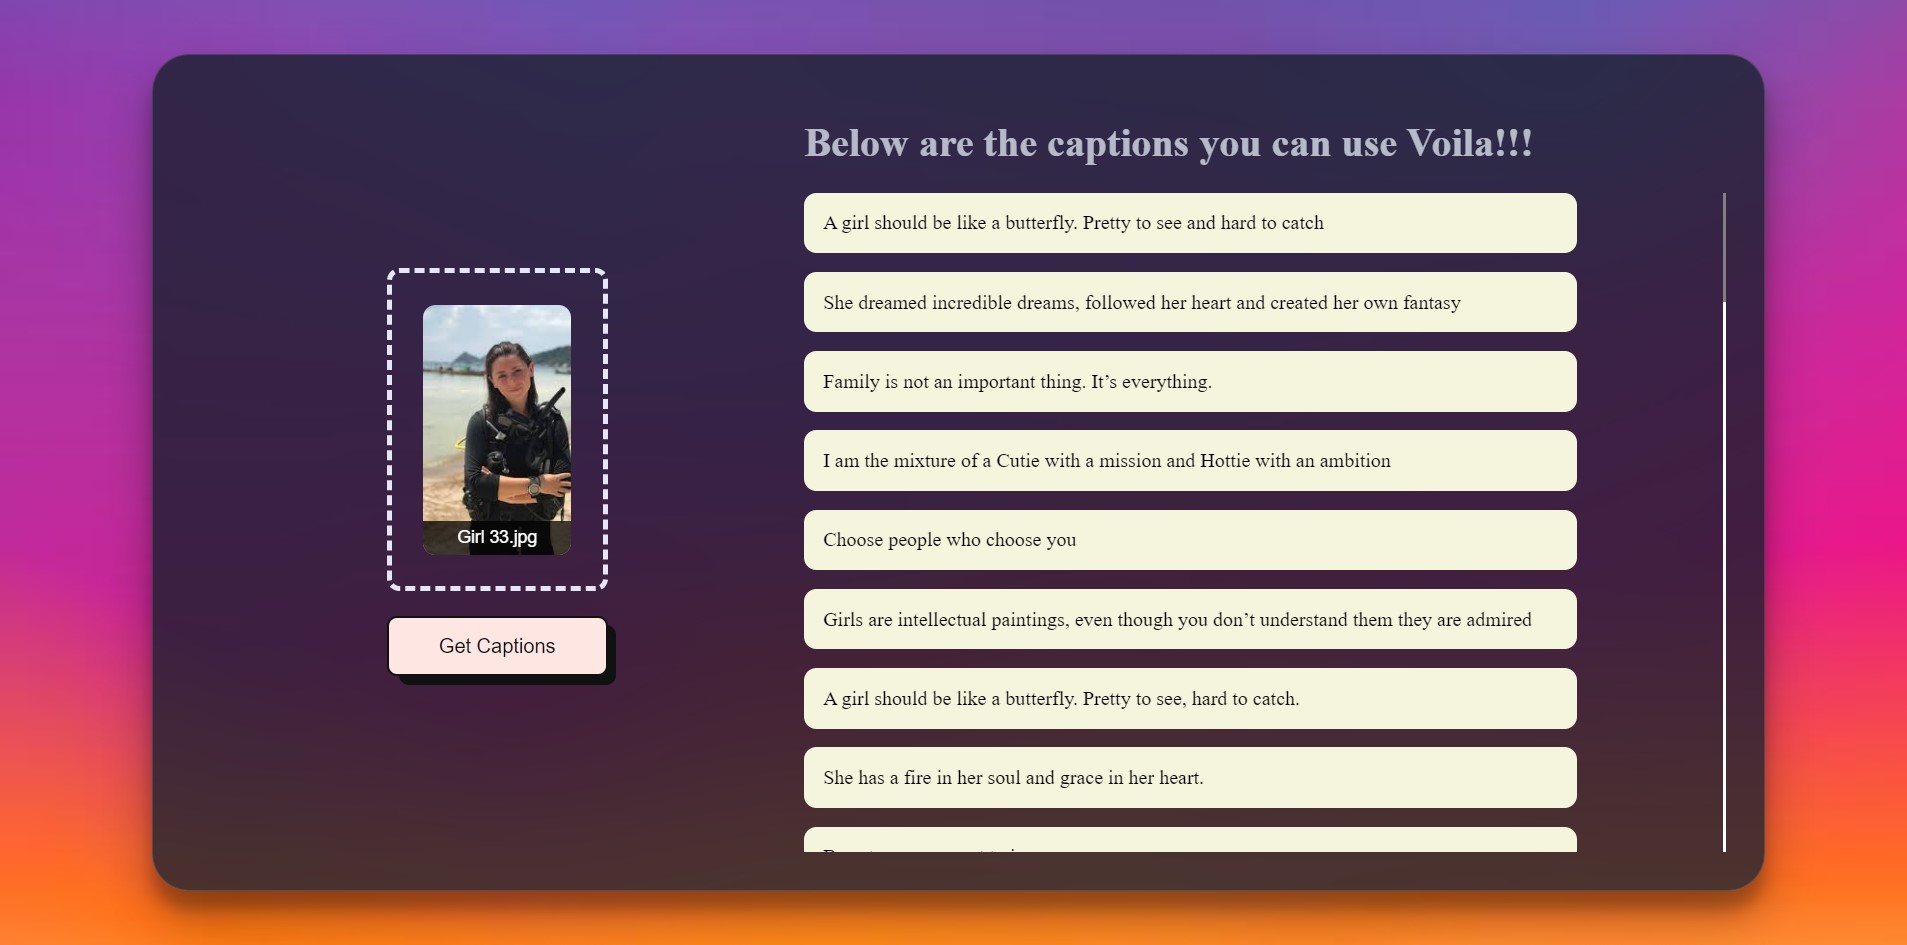 Below are the captions you can use Voila!!!
A girl should be like a butterfly. Pretty to see and hard to catch
She dreamed incredible dreams, followed her heart and created her own fantasy
Family is not an important thing. It’s everything.
I am the mixture of a Cutie with a mission and Hottie with an ambition
Choose people who choose you
Girls are intellectual paintings, even though you don’t understand them they are admired
A girl should be like a butterfly. Pretty to see, hard to catch.
She has a fire in her soul and grace in her heart.
Girl 33.jpg
Get Captions